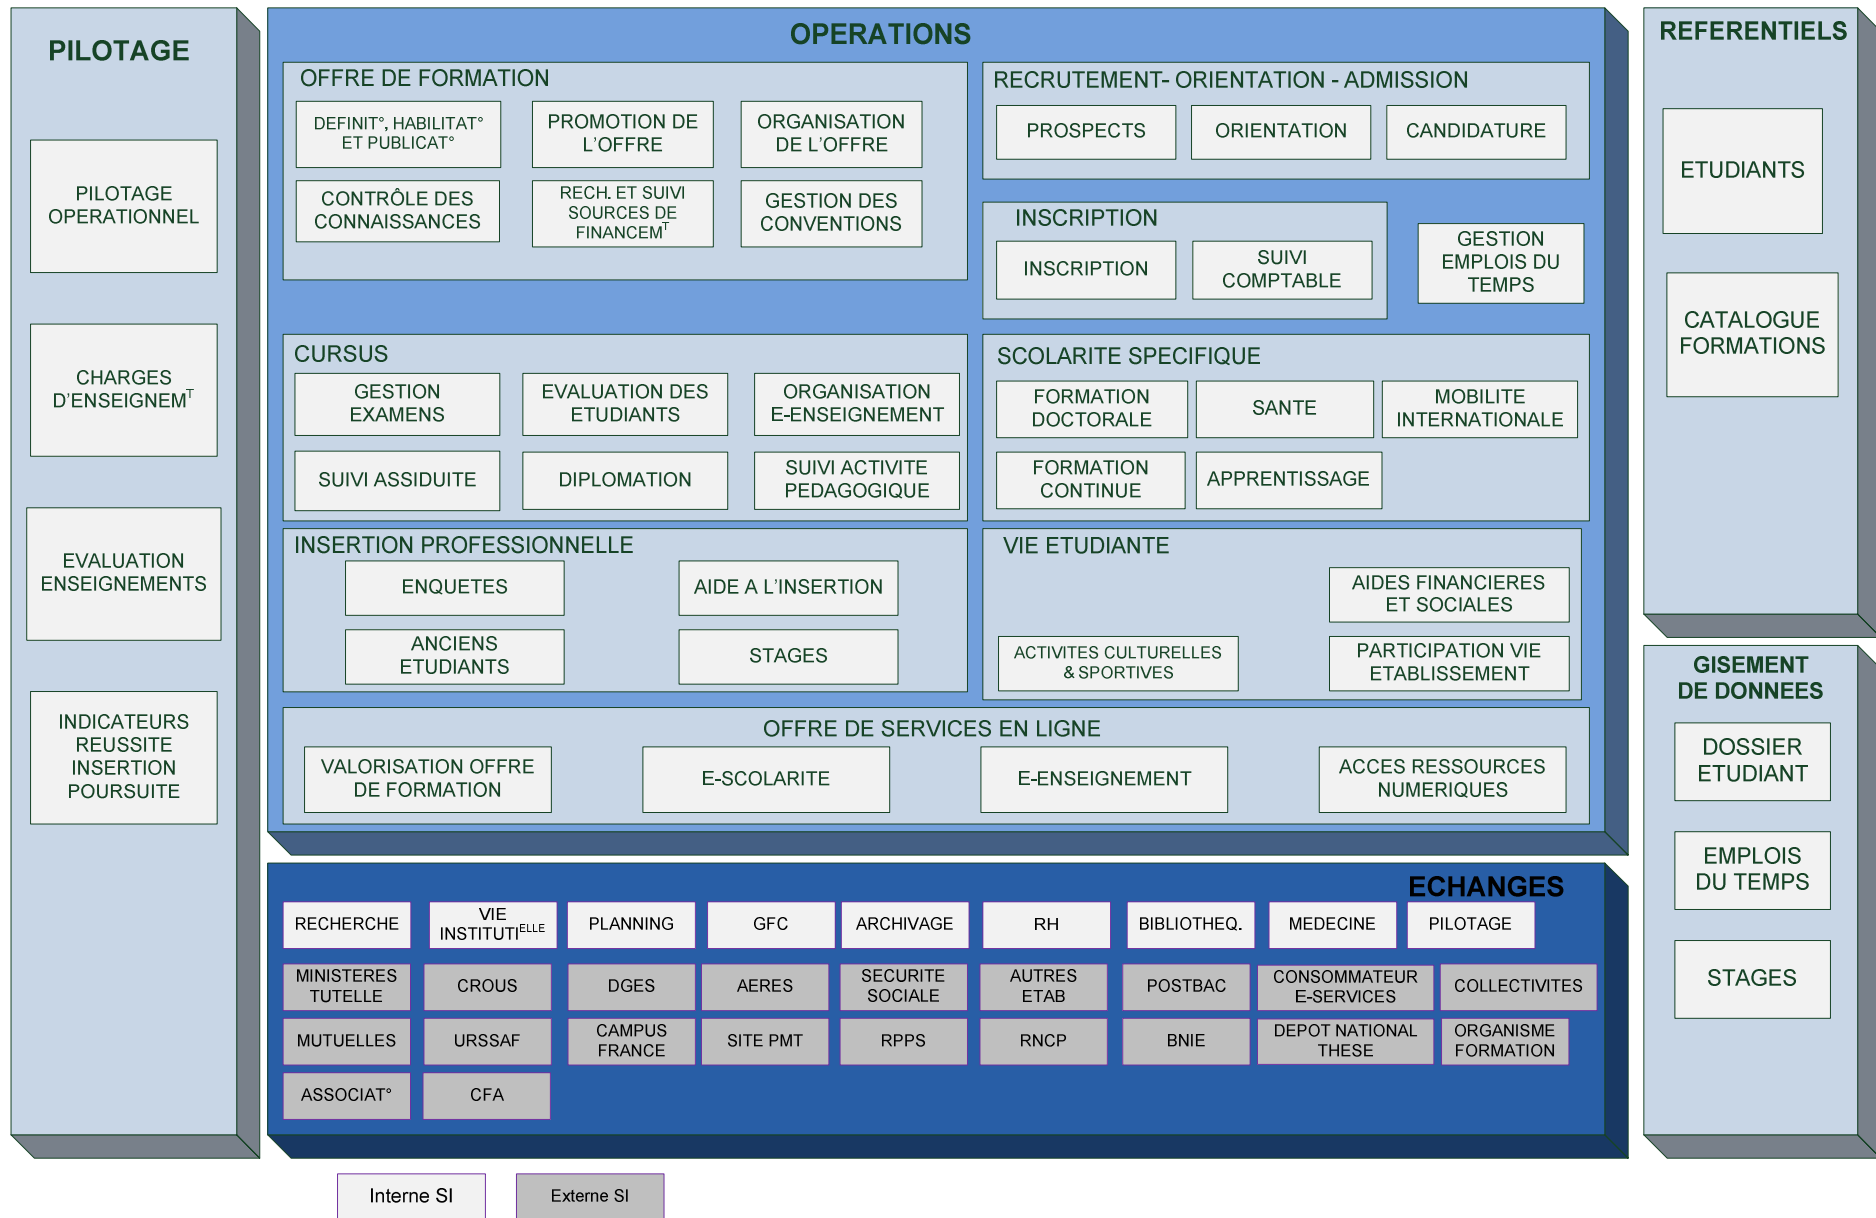 PILOTAGE
PILOTAGE
OPERATIONNEL
CHARGES
D'ENSEIGNEMᵀ
EVALUATION
ENSEIGNEMENTS
INDICATEURS
REUSSITE
INSERTION
POURSUITE
OPERATIONS
OFFRE DE FORMATION
DEFINIT°, HABILITAT°
ET PUBLICAT°
PROMOTION DE
L'OFFRE
ORGANISATION
DE L'OFFRE
CONTRÔLE DES
CONNAISSANCES
RECH. ET SUIVI
SOURCES DE
FINANCEMᵀ
GESTION DES
CONVENTIONS
RECRUTEMENT- ORIENTATION - ADMISSION
PROSPECTS
ORIENTATION
CANDIDATURE
INSCRIPTION
INSCRIPTION
SUIVI
COMPTABLE
GESTION
EMPLOIS DU
TEMPS
CURSUS
GESTION
EXAMENS
EVALUATION DES
ETUDIANTS
ORGANISATION
E-ENSEIGNEMENT
SUIVI ASSIDUITE
DIPLOMATION
SUIVI ACTIVITE
PEDAGOGIQUE
SCOLARITE SPECIFIQUE
FORMATION
DOCTORALE
SANTE
MOBILITE
INTERNATIONALE
FORMATION
CONTINUE
APPRENTISSAGE
INSERTION PROFESSIONNELLE
ENQUETES
AIDE A L'INSERTION
ANCIENS
ETUDIANTS
STAGES
VIE ETUDIANTE
AIDES FINANCIERES
ET SOCIALES
ACTIVITES CULTURELLES
& SPORTIVES
PARTICIPATION VIE
ETABLISSEMENT
OFFRE DE SERVICES EN LIGNE
VALORISATION OFFRE
DE FORMATION
E-SCOLARITE
E-ENSEIGNEMENT
ACCES RESSOURCES
NUMERIQUES
ECHANGES
RECHERCHE
VIE
INSTITUTIᴱᴸᴸᴱ
PLANNING
GFC
ARCHIVAGE
RH
BIBLIOTHEQ.
MEDECINE
PILOTAGE
MINISTERES
TUTELLE
CROUS
DGES
AERES
SECURITE
SOCIALE
AUTRES
ETAB
POSTBAC
CONSOMMATEUR
E-SERVICES
COLLECTIVITES
MUTUELLES
URSSAF
CAMPUS
FRANCE
SITE PMT
RPPS
RNCP
BNIE
DEPOT NATIONAL
THESE
ORGANISME
FORMATION
ASSOCIAT°
CFA
REFERENTIELS
ETUDIANTS
CATALOGUE
FORMATIONS
GISEMENT
DE DONNEES
DOSSIER
ETUDIANT
EMPLOIS
DU TEMPS
STAGES
Interne SI
Externe SI